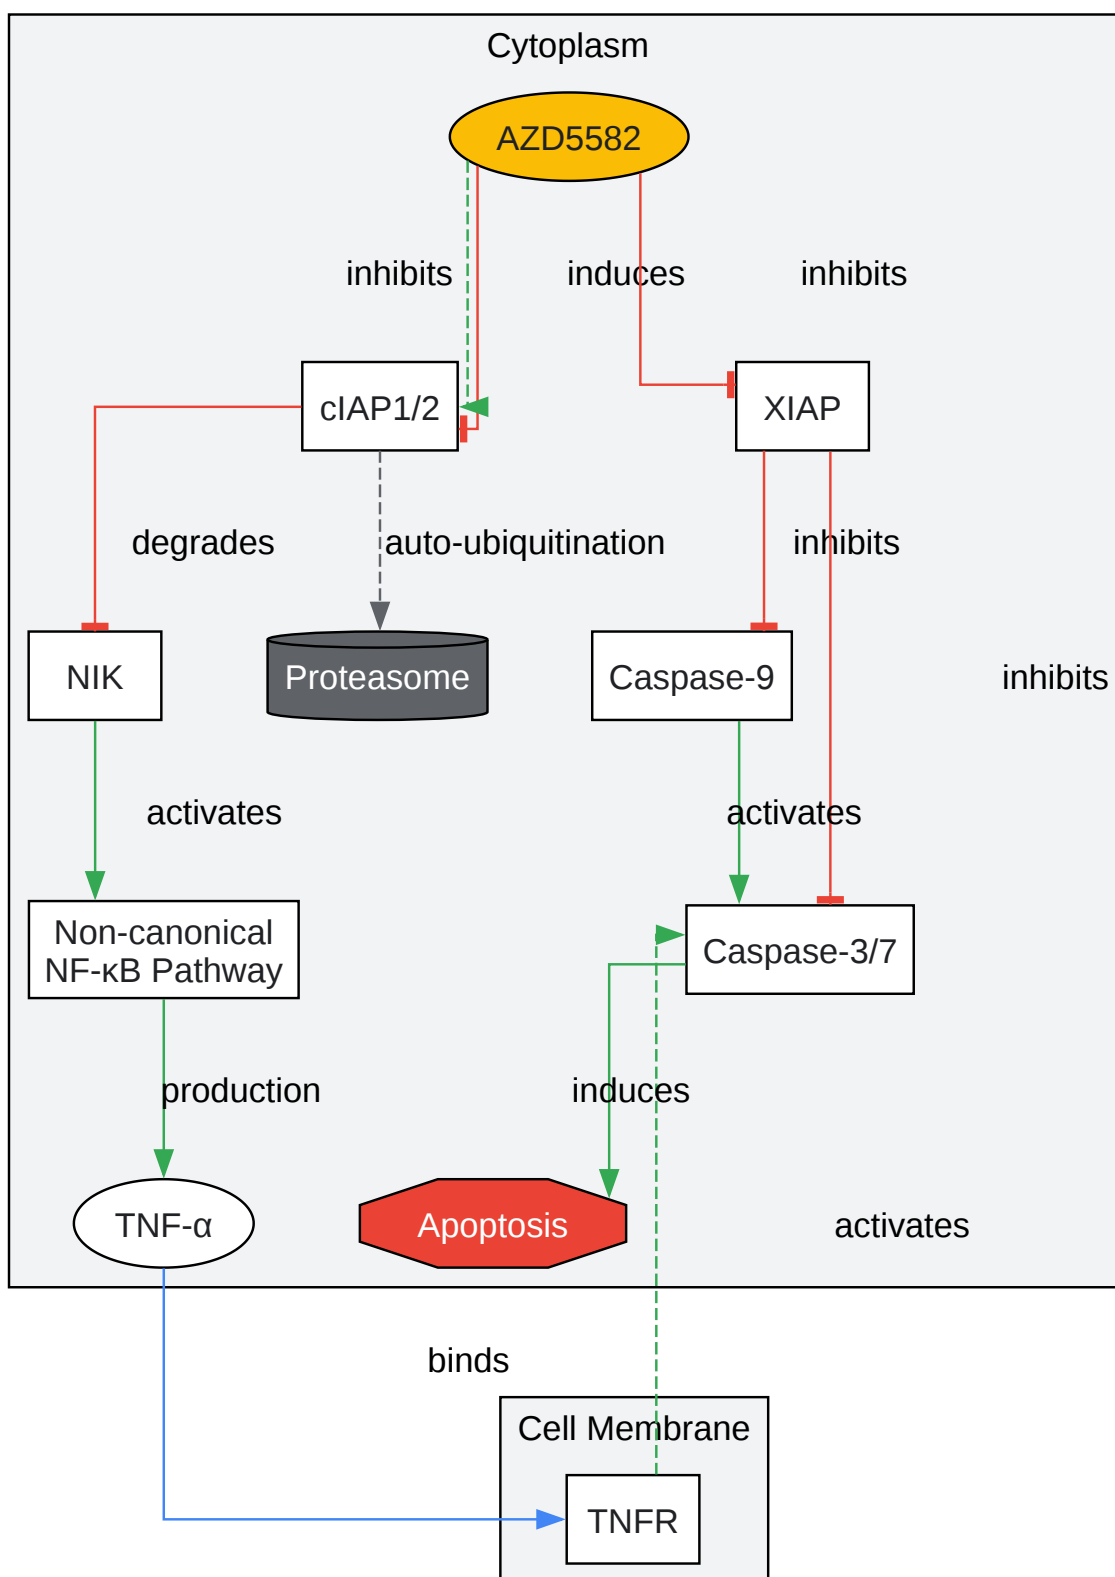 Cytoplasm
AZD5582
inhibits
induces
inhibits
cIAP1/2
XIAP
degrades
auto-ubiquitination
inhibits
NIK
Proteasome
Caspase-9
inhibits
activates
activates
Non-canonical
NF-κB Pathway
Caspase-3/7
production
induces
TNF-α
Apoptosis
activates
binds
Cell Membrane
TNFR